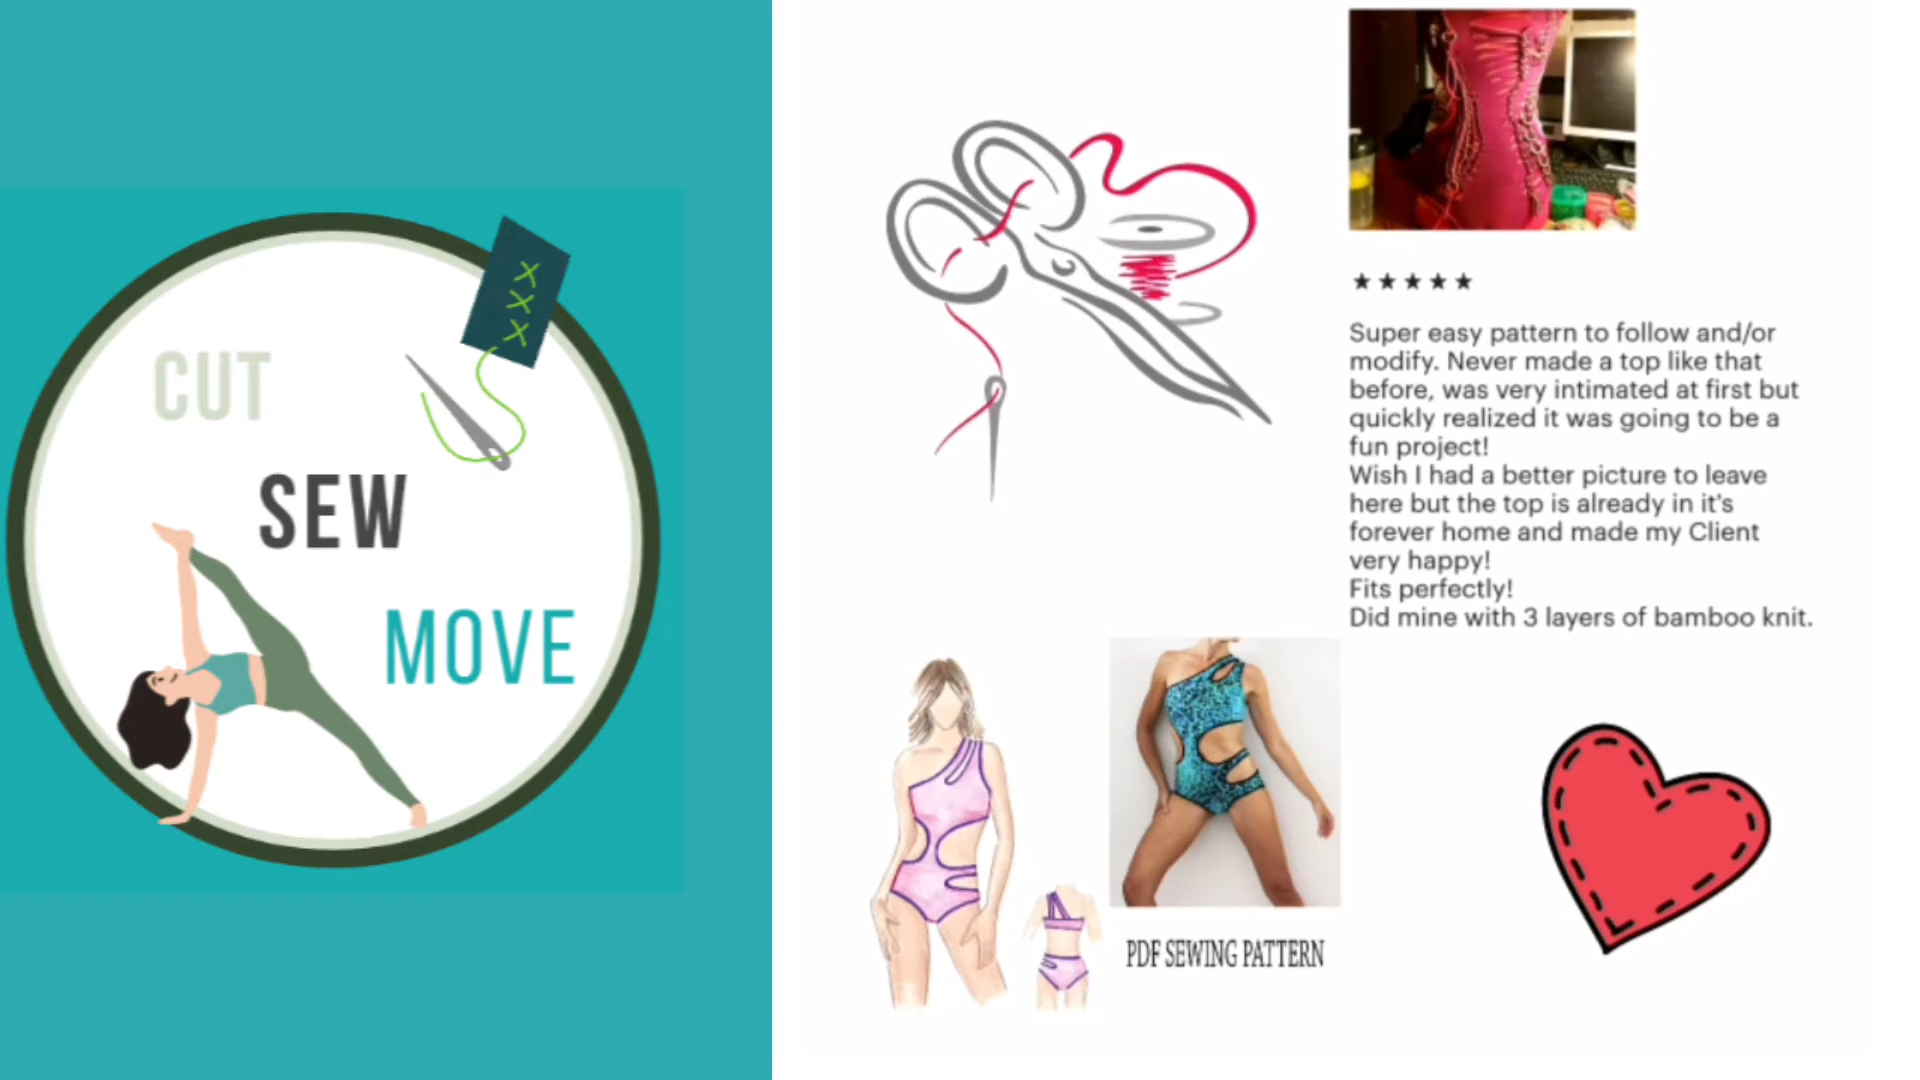 CUT
SEW
MOVE
Super easy pattern to follow and/or
modify. Never made a top like that
before, was very intimated at first but
quickly realized it was going to be a
fun project!
Wish I had a better picture to leave
here but the top is already in it's
forever home and made my Client
very happy!
Fits perfectly!
Did mine with 3 layers of bamboo knit.
PDF SEWING PATTERN